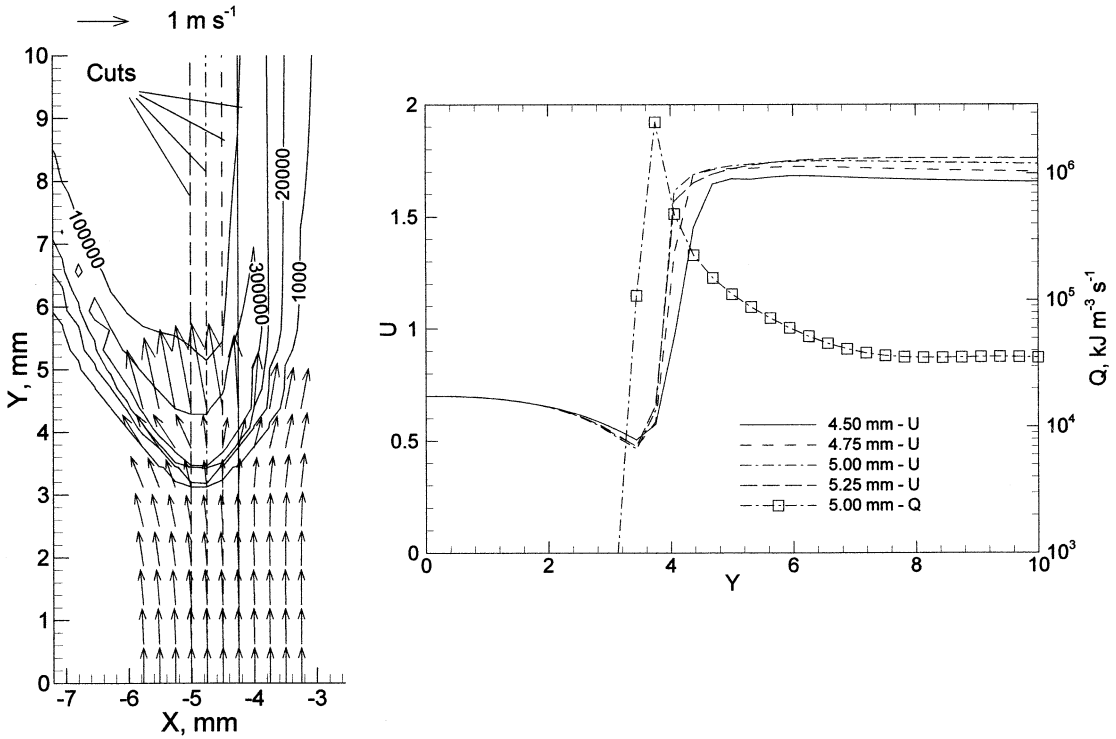 1 m s⁻¹
10
9
8
7
6
5
4
3
2
1
0
Y, mm
Cuts
100000
20000
300000
1000
-7
-6
-5
-4
-3
X, mm
2
1.5
1
0.5
0
U
10⁶
10⁵
10⁴
10³
Q, kJ m⁻³ s⁻¹
4.50 mm - U
4.75 mm - U
5.00 mm - U
5.25 mm - U
5.00 mm - Q
0
2
4
6
8
10
Y